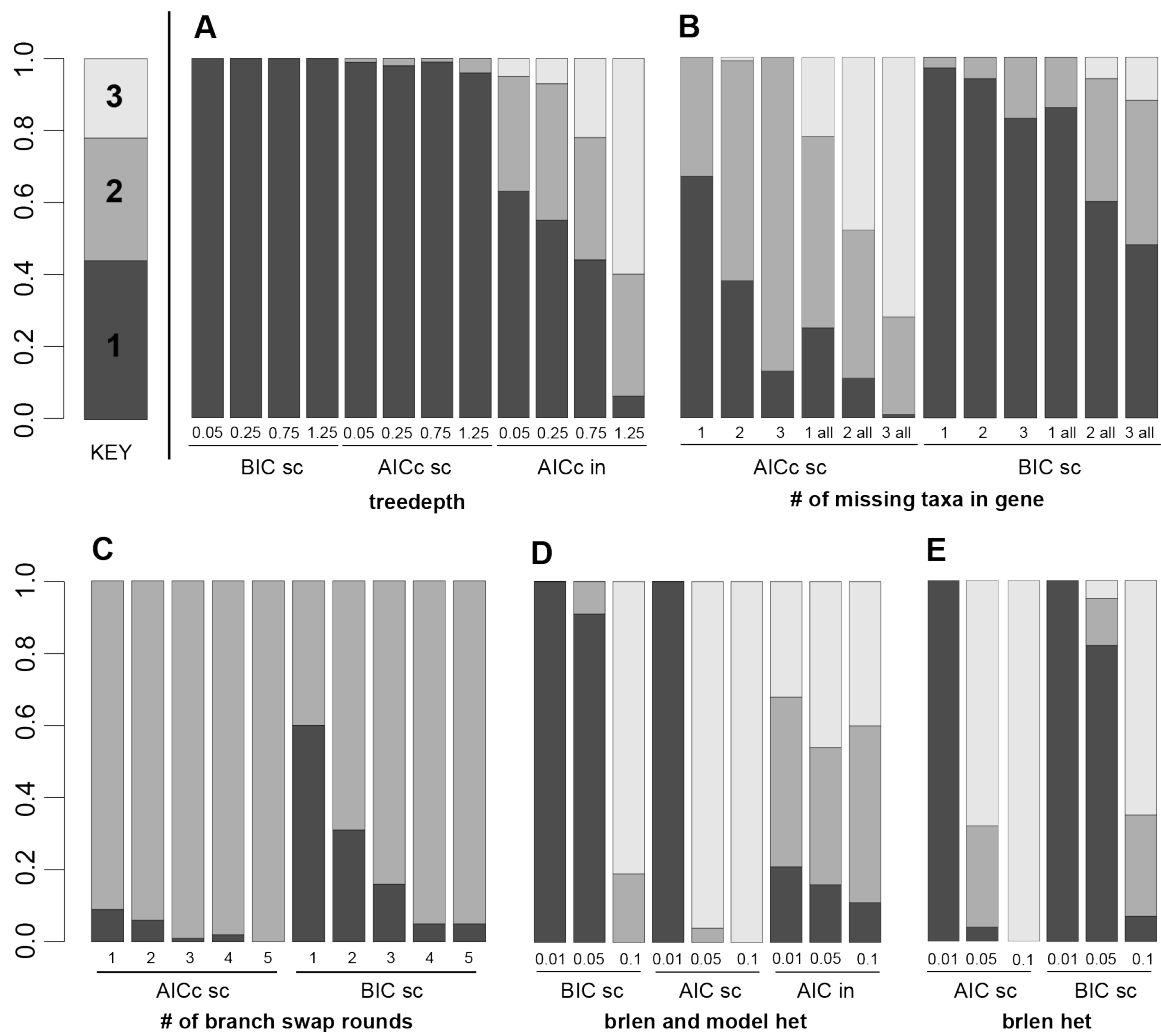 A
B
1.0
0.8
0.6
0.4
0.2
0.0
3
2
1
KEY
0.05 0.25 0.75 1.25 0.05 0.25 0.75 1.25 0.05 0.25 0.75 1.25
BIC sc AICc sc AICc in
treedepth
1 2 3 1 all 2 all 3 all 1 2 3 1 all 2 all 3 all
AICc sc BIC sc
# of missing taxa in gene
C
D
E
1.0
0.8
0.6
0.4
0.2
0.0
1 2 3 4 5 1 2 3 4 5
AICc sc BIC sc
# of branch swap rounds
0.01 0.05 0.1 0.01 0.05 0.1 0.01 0.05 0.1
BIC sc AIC sc AIC in
brlen and model het
0.01 0.05 0.1 0.01 0.05 0.1
AIC sc BIC sc
brlen het